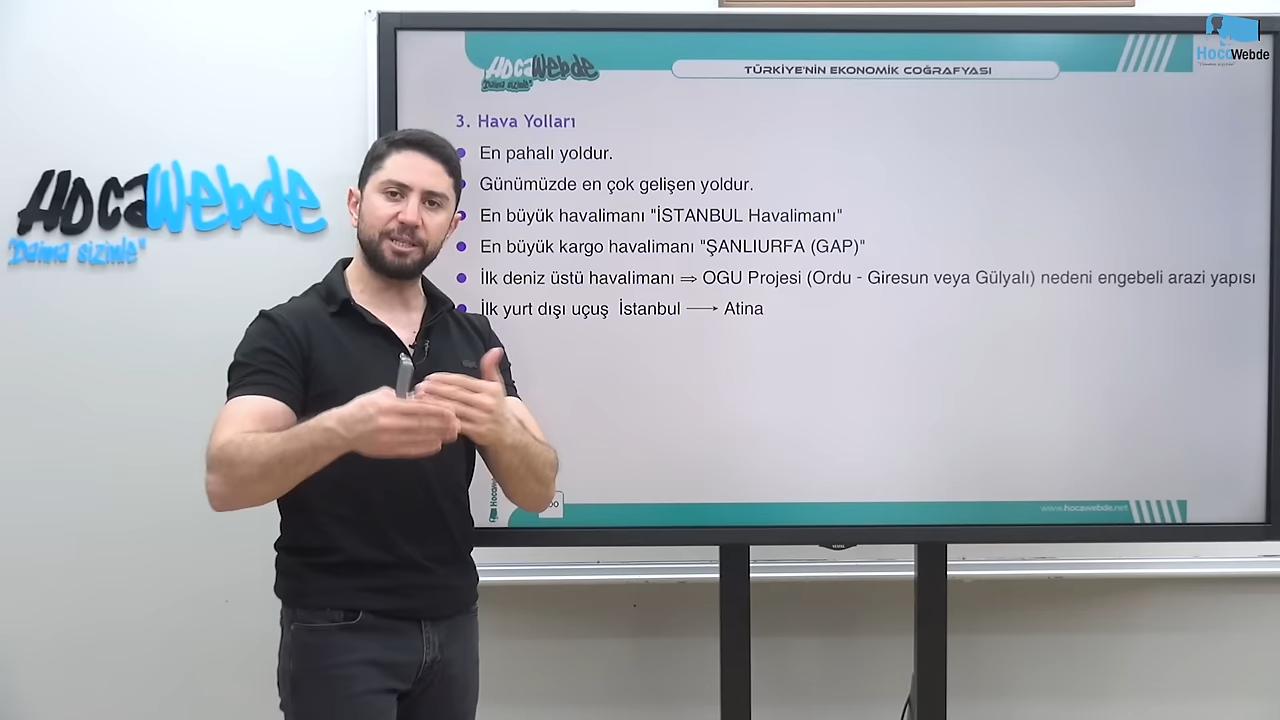 HocaWebde
"Daima sizinle"
HocaWebde
"Daima sizinle"
TÜRKİYE'NİN EKONOMİK COĞRAFYASI
HocaWebde
3. Hava Yolları
En pahalı yoldur.
Günümüzde en çok gelişen yoldur.
En büyük havalimanı "İSTANBUL Havalimanı"
En büyük kargo havalimanı "ŞANLIURFA (GAP)"
İlk deniz üstü havalimanı ⇒ OGU Projesi (Ordu - Giresun veya Gülyalı) nedeni engebeli arazi yapısı
İlk yurt dışı uçuş İstanbul → Atina
www.hocawebde.net